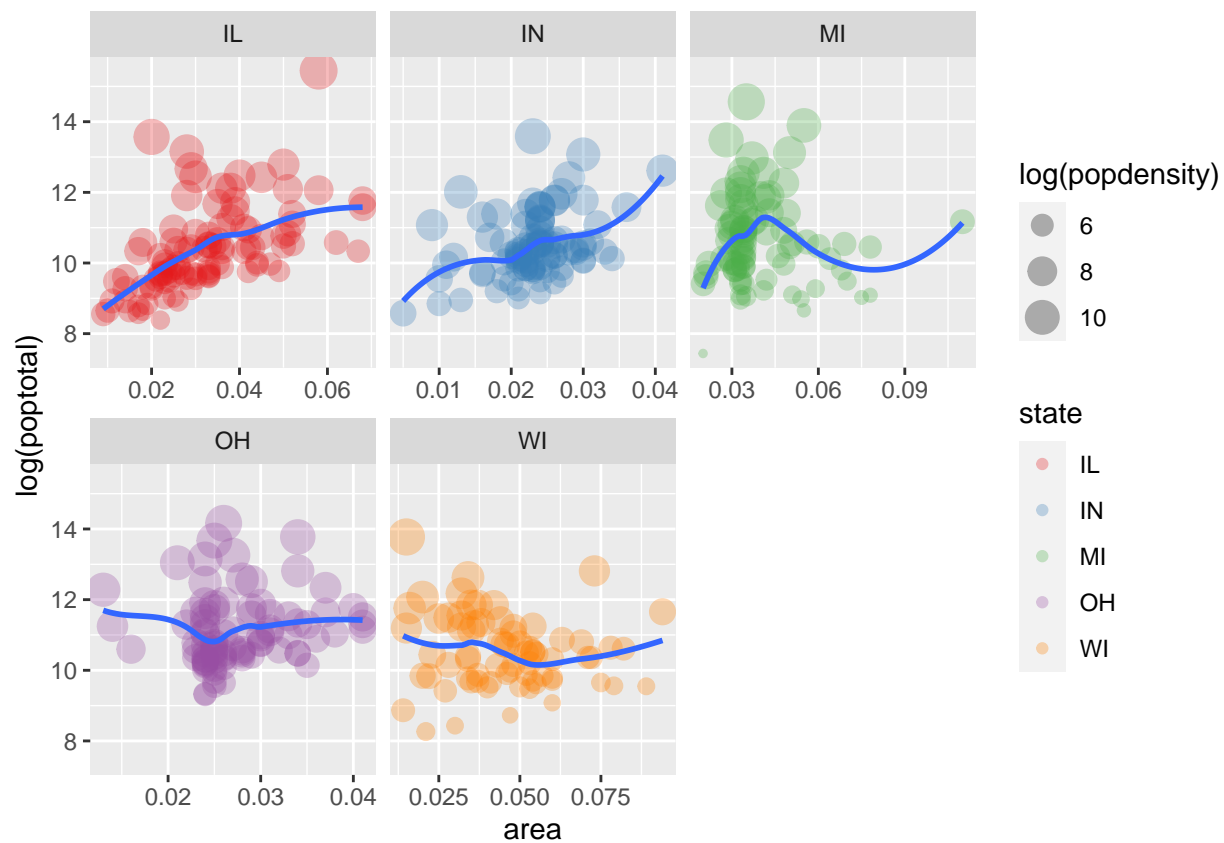 IL IN MI
14
12
10
8
0.02 0.04 0.06
0.01 0.02 0.03 0.04
0.03 0.06 0.09
OH WI
14
12
10
8
0.02 0.03 0.04
0.025 0.050 0.075
log(poptotal)
area
log(popdensity)
6
8
10
state
IL
IN
MI
OH
WI